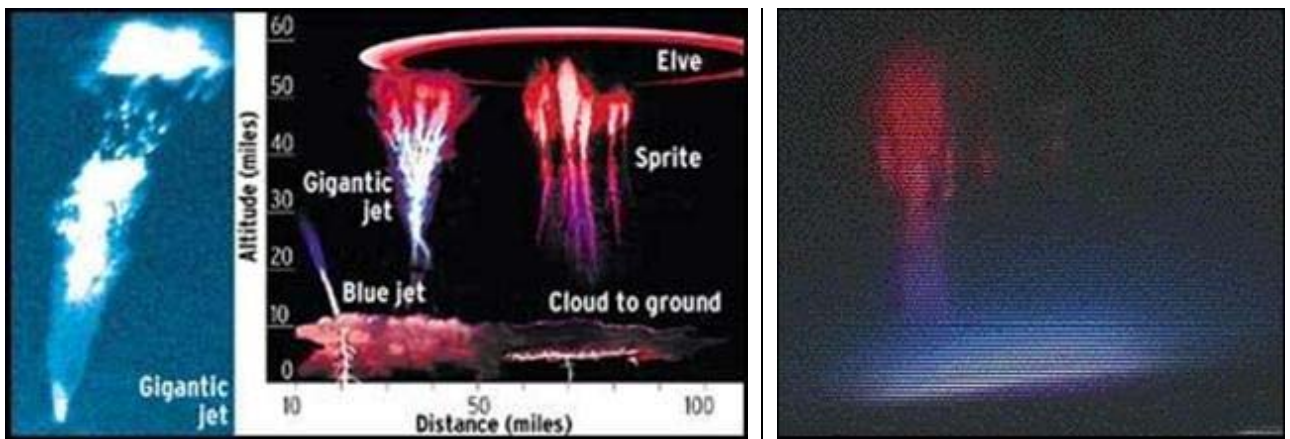 Gigantic
jet
Altitude (miles)
60
50
40
30
20
10
0
Elve
Sprite
Gigantic
jet
Blue jet
Cloud to ground
10
50
100
Distance (miles)